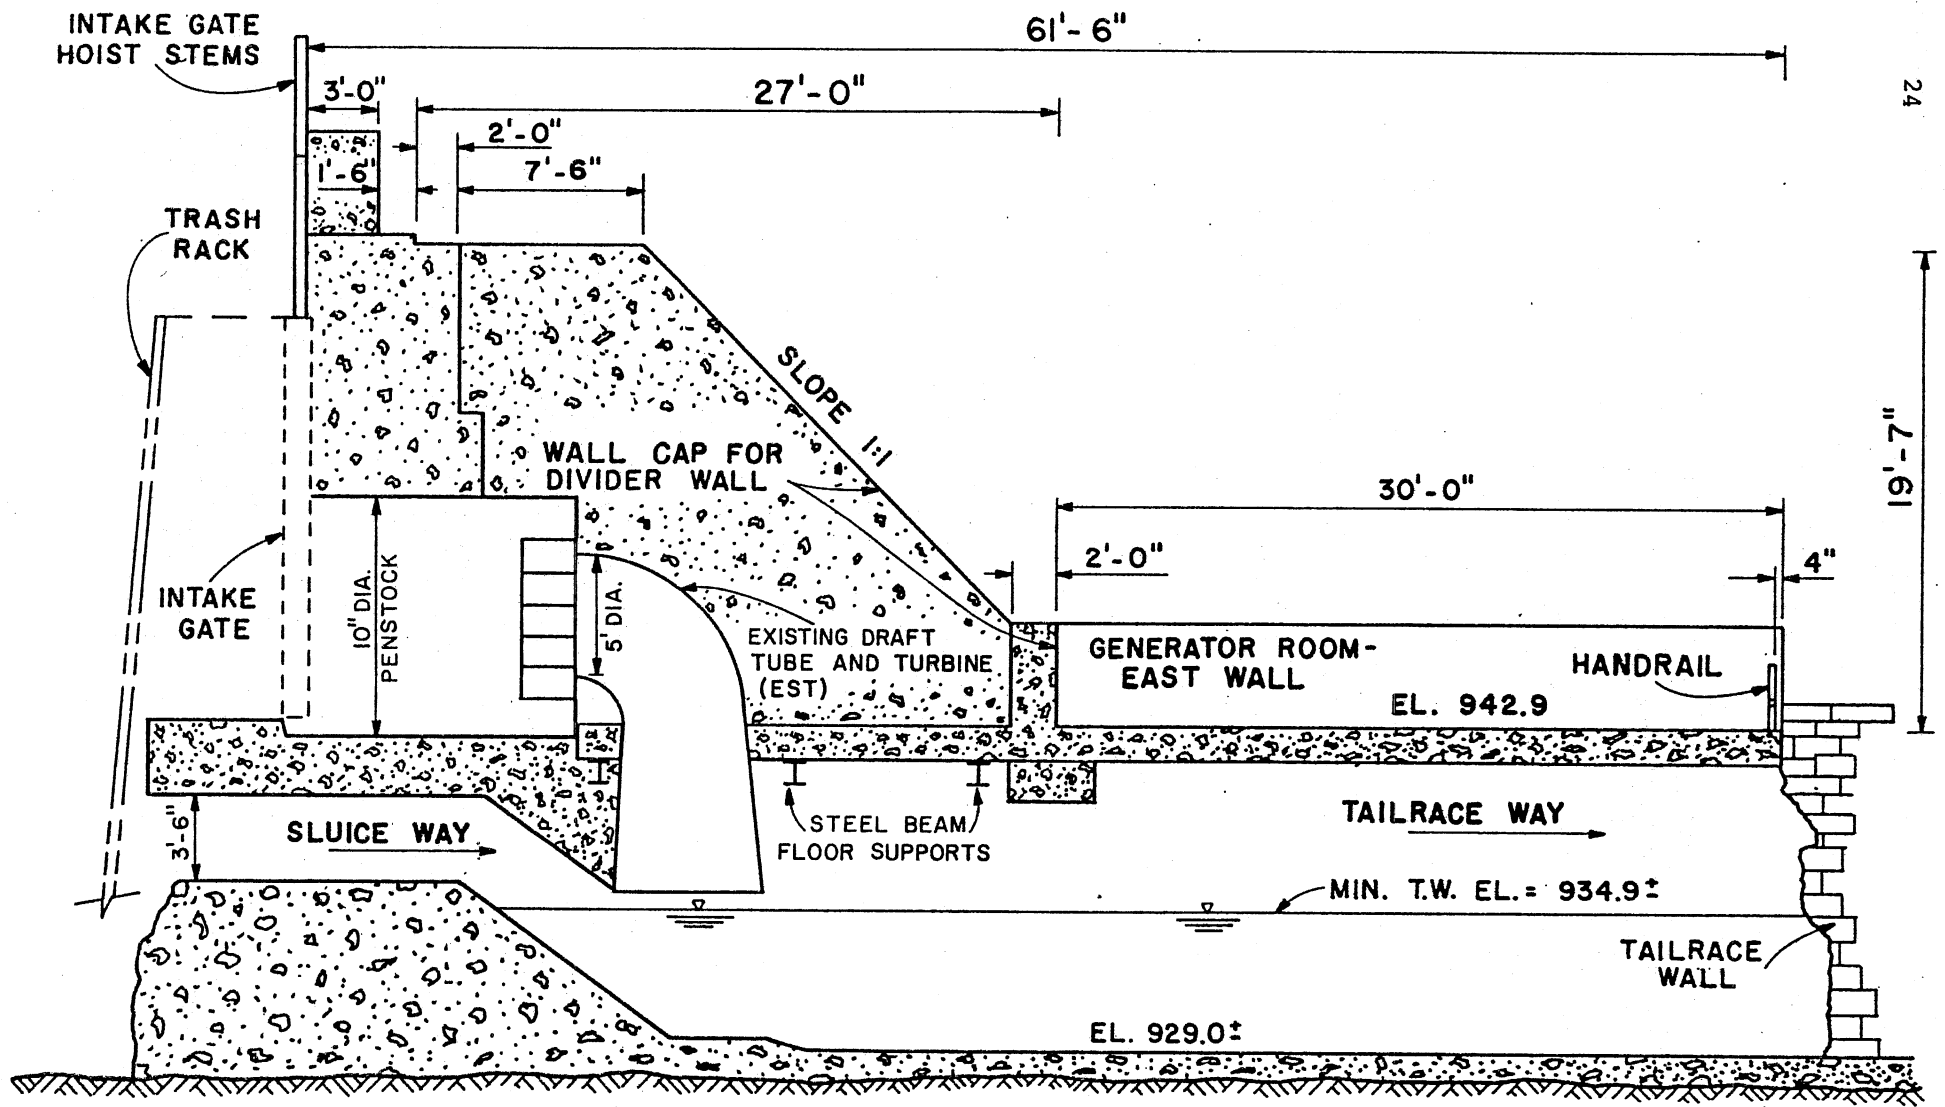 INTAKE GATE
HOIST STEMS
61'-6"
24
3'-0"
27'-0"
2'-0"
1'-6"
7'-6"
TRASH
RACK
SLOPE 1:1
19'-7"
WALL CAP FOR
DIVIDER WALL
30'-0"
2'-0"
4"
INTAKE
GATE
10" DIA.
PENSTOCK
5' DIA.
EXISTING DRAFT
TUBE AND TURBINE
(EST)
GENERATOR ROOM-
EAST WALL
HANDRAIL
EL. 942.9
3'-6"
SLUICE WAY
STEEL BEAM
FLOOR SUPPORTS
TAILRACE WAY
MIN. T.W. EL.= 934.9±
TAILRACE
WALL
EL. 929.0±